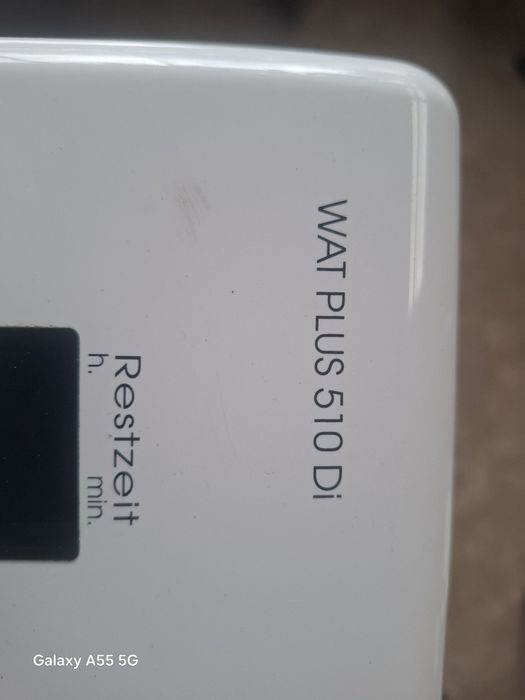 WAT PLUS 510 Di
Restzeit
h. min.
Galaxy A55 5G